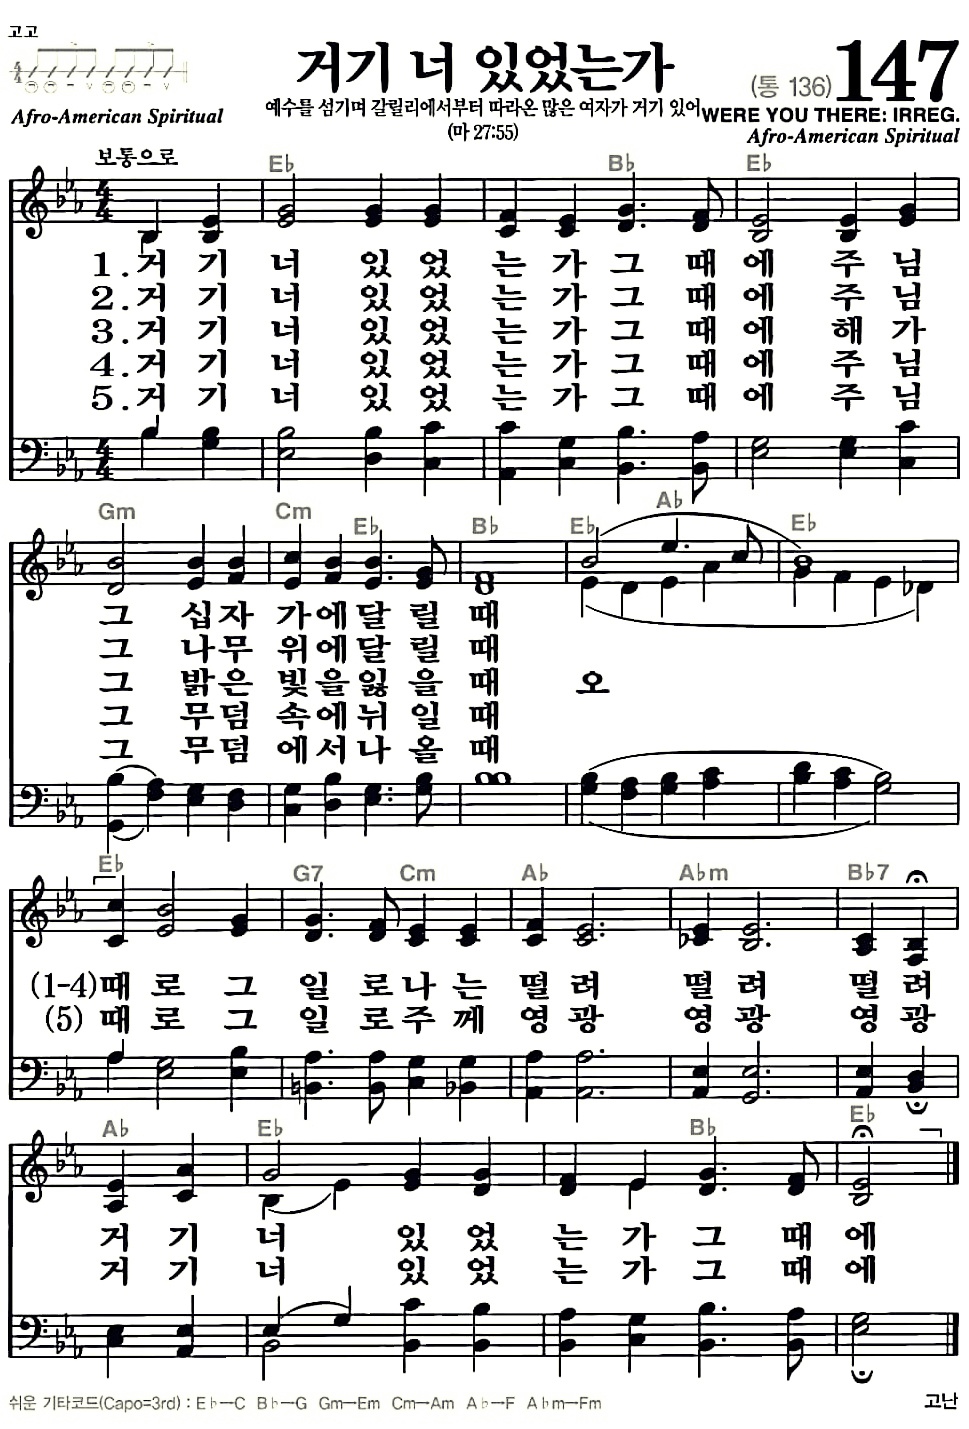 고고
거기 너 있었는가
(통 136) 147
예수를 섬기며 갈릴리에서부터 따라온 많은 여자가 거기 있어
(마 27:55)
Afro-American Spiritual
WERE YOU THERE: IRREG.
Afro-American Spiritual
보통으로
E♭ B♭ E♭
1. 거 기 너 있 었 는 가 그 때 에 주 님
2. 거 기 너 있 었 는 가 그 때 에 주 님
3. 거 기 너 있 었 는 가 그 때 에 해 가
4. 거 기 너 있 었 는 가 그 때 에 주 님
5. 거 기 너 있 었 는 가 그 때 에 주 님
Gm Cm E♭ B♭ E♭ A♭ E♭
그 십 자 가 에 달 릴 때
그 나 무 위 에 달 릴 때
그 밝 은 빛 을 잃 을 때 오
그 무 덤 속 에 뉘 일 때
그 무 덤 에 서 나 올 때
E♭ G7 Cm A♭ A♭m B♭7
(1-4) 때 로 그 일 로 나 는 떨 려 떨 려 떨 려
(5) 때 로 그 일 로 주 께 영 광 영 광 영 광
A♭ E♭ B♭ E♭
거 기 너 있 었 는 가 그 때 에
거 기 너 있 었 는 가 그 때 에
쉬운 기타코드(Capo=3rd) : E♭→C B♭→G Gm→Em Cm→Am A♭→F A♭m→Fm
고난